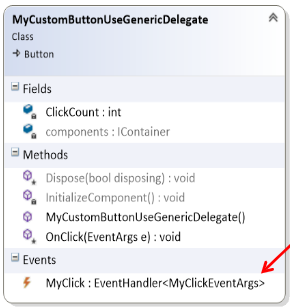 MyCustomButtonUseGenericDelegate
Class
Button
Fields
ClickCount : int
components : IContainer
Methods
Dispose(bool disposing) : void
InitializeComponent() : void
MyCustomButtonUseGenericDelegate()
OnClick(EventArgs e) : void
Events
MyClick : EventHandler<MyClickEventArgs>